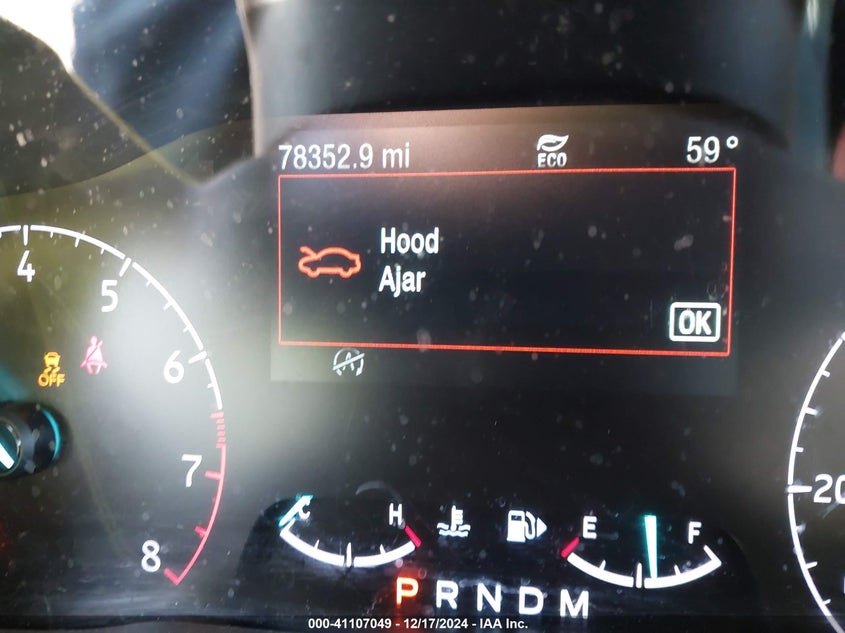 78352.9 mi ECO 59°
Hood
Ajar
OK
4
5
6
7
8
OFF
C H
E F
P R N D M
20
000-41107049 - 12/17/2024 - IAA Inc.